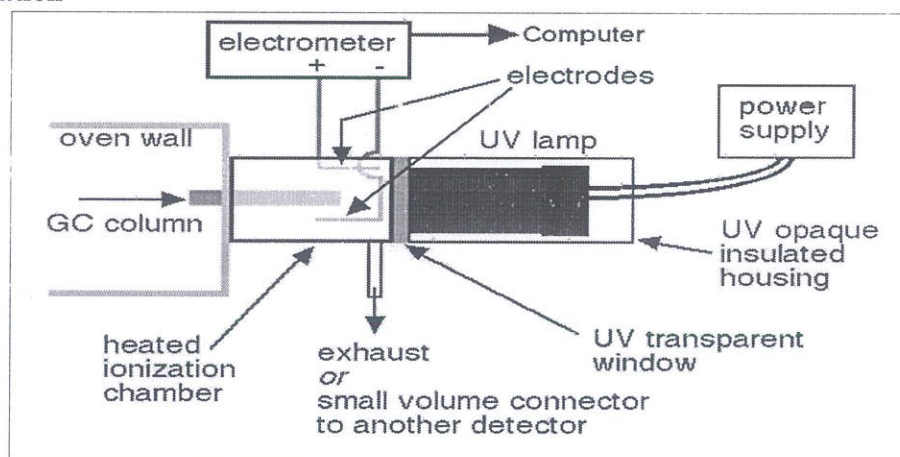 electrometer
+ -
Computer
electrodes
power
supply
oven wall
UV lamp
GC column
UV opaque
insulated
housing
heated
ionization
chamber
exhaust
or
small volume connector
to another detector
UV transparent
window